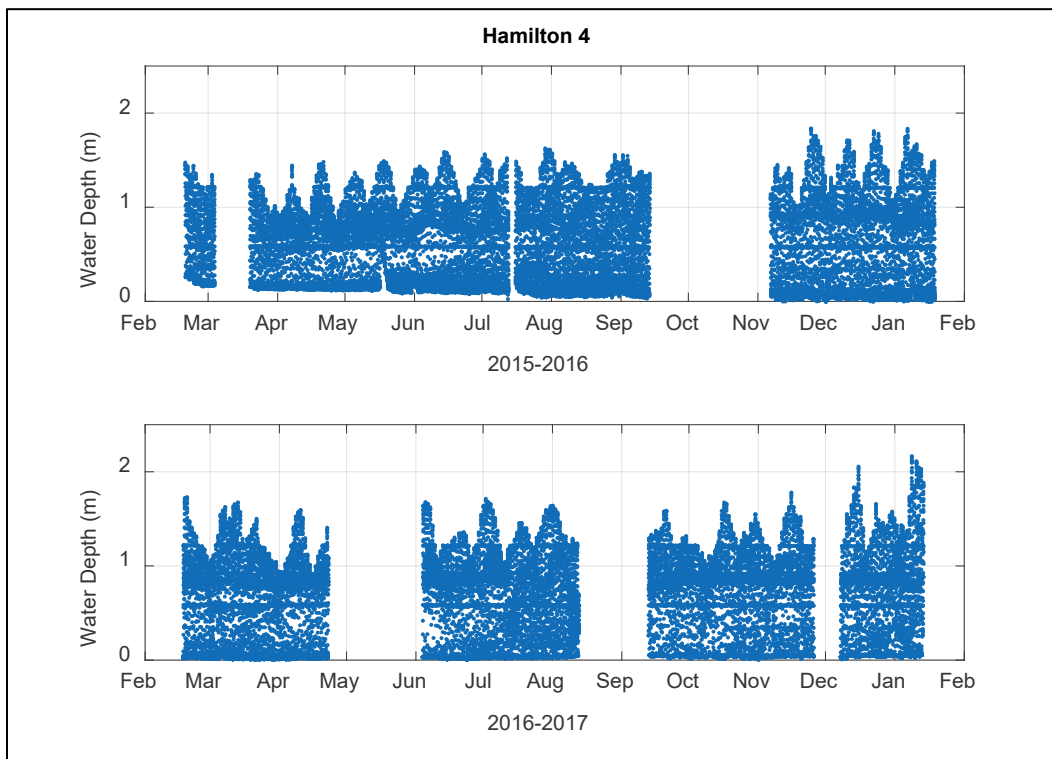 Hamilton 4
Water Depth (m)
2
1
0
Feb Mar Apr May Jun Jul Aug Sep Oct Nov Dec Jan Feb
2015-2016
Water Depth (m)
2
1
0
Feb Mar Apr May Jun Jul Aug Sep Oct Nov Dec Jan Feb
2016-2017